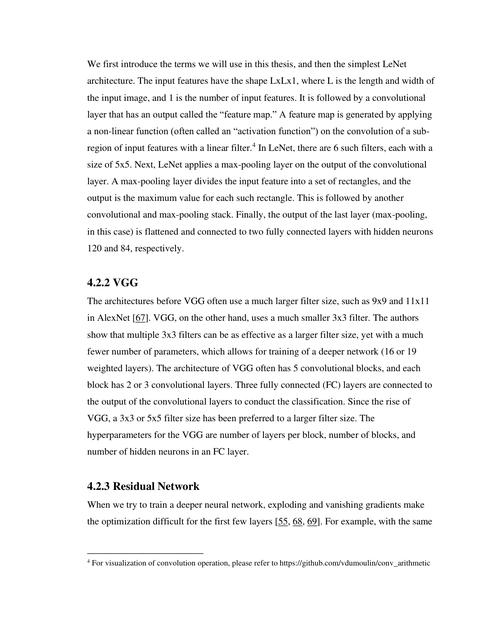 We first introduce the terms we will use in this thesis, and then the simplest LeNet
architecture. The input features have the shape LxLx1, where L is the length and width of
the input image, and 1 is the number of input features. It is followed by a convolutional
layer that has an output called the “feature map.” A feature map is generated by applying
a non-linear function (often called an “activation function”) on the convolution of a sub-
region of input features with a linear filter.4 In LeNet, there are 6 such filters, each with a
size of 5x5. Next, LeNet applies a max-pooling layer on the output of the convolutional
layer. A max-pooling layer divides the input feature into a set of rectangles, and the
output is the maximum value for each such rectangle. This is followed by another
convolutional and max-pooling stack. Finally, the output of the last layer (max-pooling,
in this case) is flattened and connected to two fully connected layers with hidden neurons
120 and 84, respectively.
4.2.2 VGG
The architectures before VGG often use a much larger filter size, such as 9x9 and 11x11
in AlexNet [67]. VGG, on the other hand, uses a much smaller 3x3 filter. The authors
show that multiple 3x3 filters can be as effective as a larger filter size, yet with a much
fewer number of parameters, which allows for training of a deeper network (16 or 19
weighted layers). The architecture of VGG often has 5 convolutional blocks, and each
block has 2 or 3 convolutional layers. Three fully connected (FC) layers are connected to
the output of the convolutional layers to conduct the classification. Since the rise of
VGG, a 3x3 or 5x5 filter size has been preferred to a larger filter size. The
hyperparameters for the VGG are number of layers per block, number of blocks, and
number of hidden neurons in an FC layer.
4.2.3 Residual Network
When we try to train a deeper neural network, exploding and vanishing gradients make
the optimization difficult for the first few layers [55, 68, 69]. For example, with the same
4 For visualization of convolution operation, please refer to https://github.com/vdumoulin/conv_arithmetic